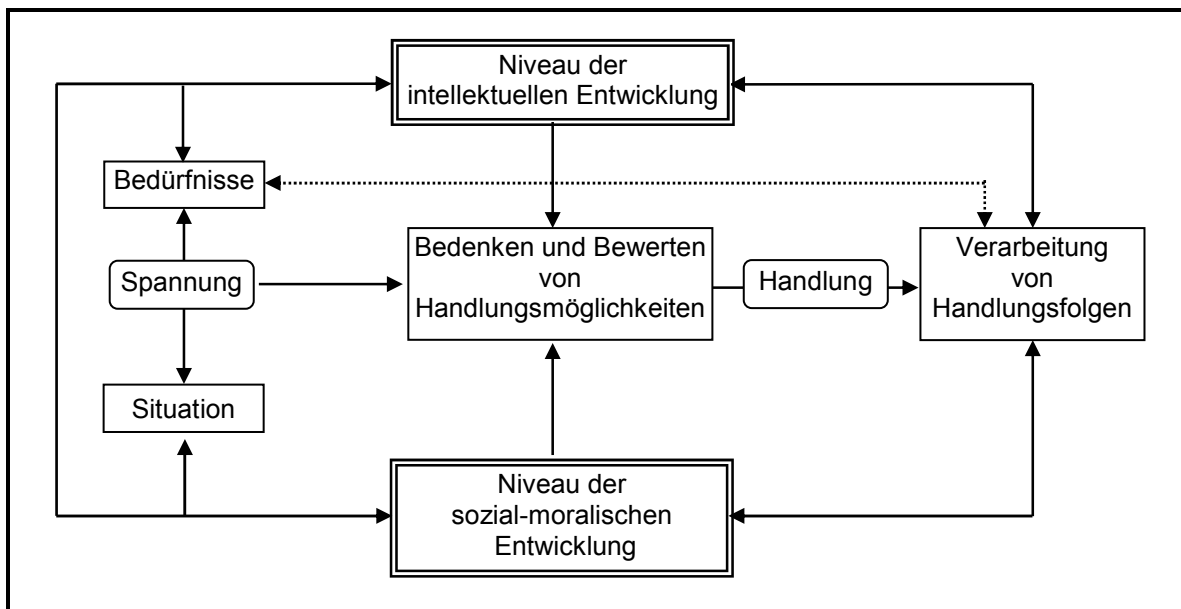 Niveau der
intellektuellen Entwicklung
Bedürfnisse
Spannung
Situation
Bedenken und Bewerten
von
Handlungsmöglichkeiten
Handlung
Verarbeitung
von
Handlungsfolgen
Niveau der
sozial-moralischen
Entwicklung